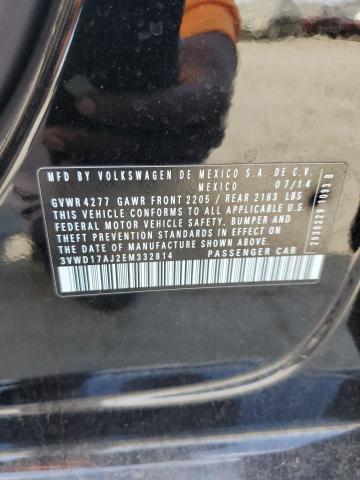 MFD BY VOLKSWAGEN DE MEXICO S.A. DE C.V.
MEXICO 07/14
GVWR 4277 GAWR FRONT 2205 / REAR 2183 LBS
THIS VEHICLE CONFORMS TO ALL APPLICABLE U.S.
FEDERAL MOTOR VEHICLE SAFETY, BUMPER AND
THEFT PREVENTION STANDARDS IN EFFECT ON THE
DATE OF MANUFACTURE SHOWN ABOVE
3VWD17AJ2EM332814 PASSENGER CAR